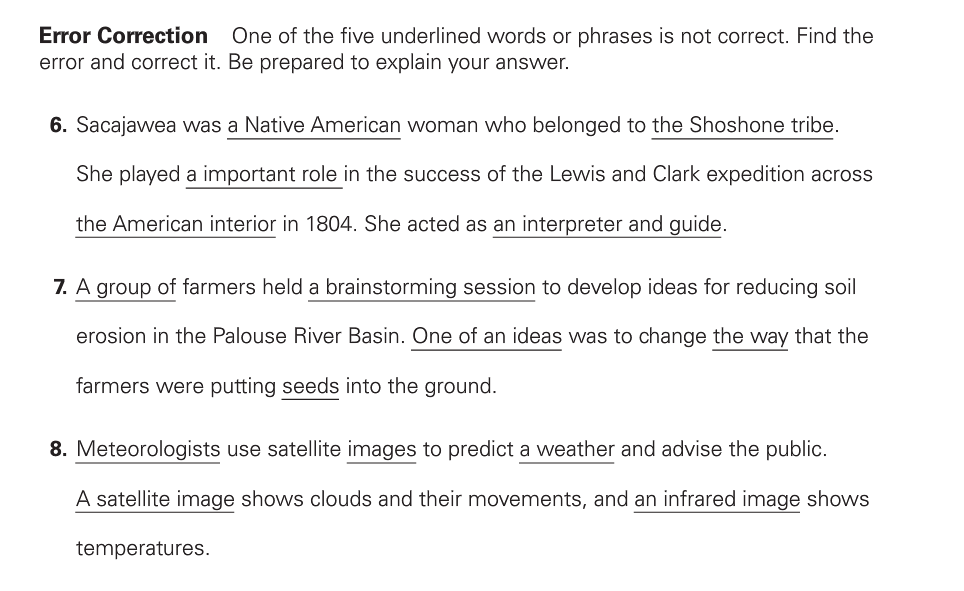 Error Correction One of the five underlined words or phrases is not correct. Find the
error and correct it. Be prepared to explain your answer.
6. Sacajawea was a Native American woman who belonged to the Shoshone tribe.
She played a important role in the success of the Lewis and Clark expedition across
the American interior in 1804. She acted as an interpreter and guide.
7. A group of farmers held a brainstorming session to develop ideas for reducing soil
erosion in the Palouse River Basin. One of an ideas was to change the way that the
farmers were putting seeds into the ground.
8. Meteorologists use satellite images to predict a weather and advise the public.
A satellite image shows clouds and their movements, and an infrared image shows
temperatures.